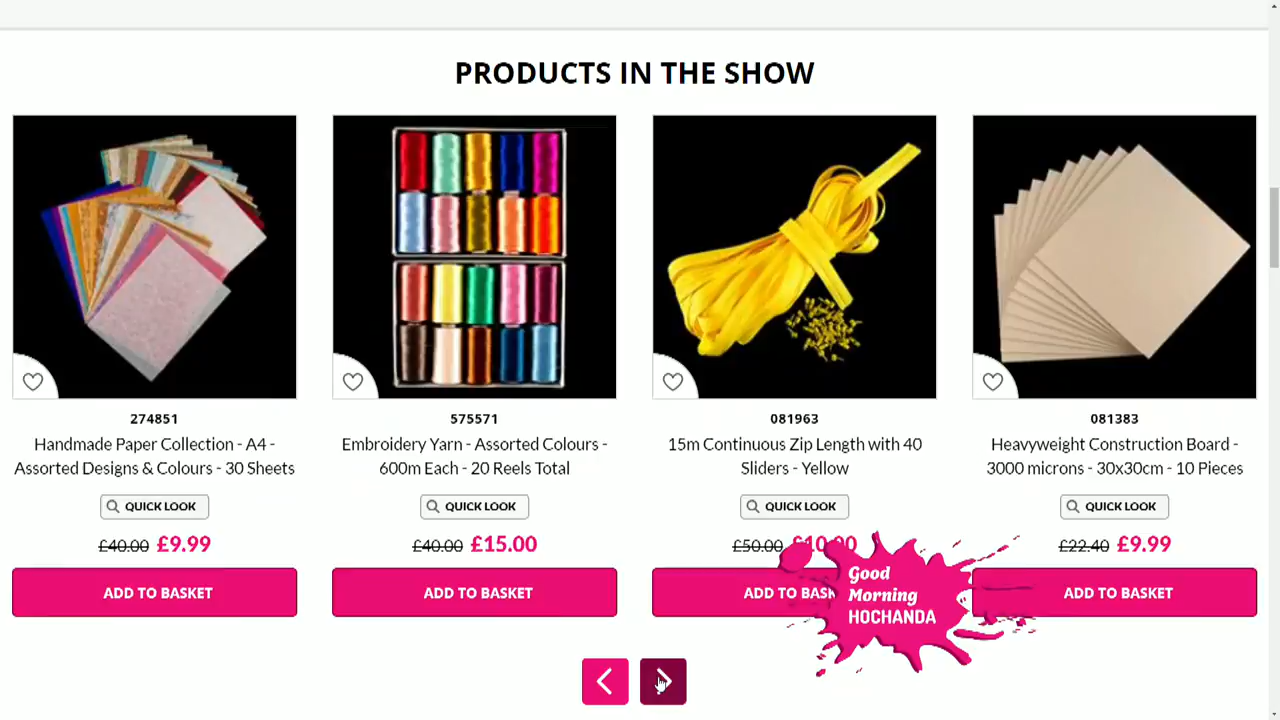 PRODUCTS IN THE SHOW
274851
Handmade Paper Collection - A4 -
Assorted Designs & Colours - 30 Sheets
QUICK LOOK
£40.00 £9.99
ADD TO BASKET
575571
Embroidery Yarn - Assorted Colours -
600m Each - 20 Reels Total
QUICK LOOK
£40.00 £15.00
ADD TO BASKET
081963
15m Continuous Zip Length with 40
Sliders - Yellow
QUICK LOOK
£50.00 £10.00
ADD TO BASK
081383
Heavyweight Construction Board -
3000 microns - 30x30cm - 10 Pieces
QUICK LOOK
£22.40 £9.99
ADD TO BASKET
Good
Morning
HOCHANDA